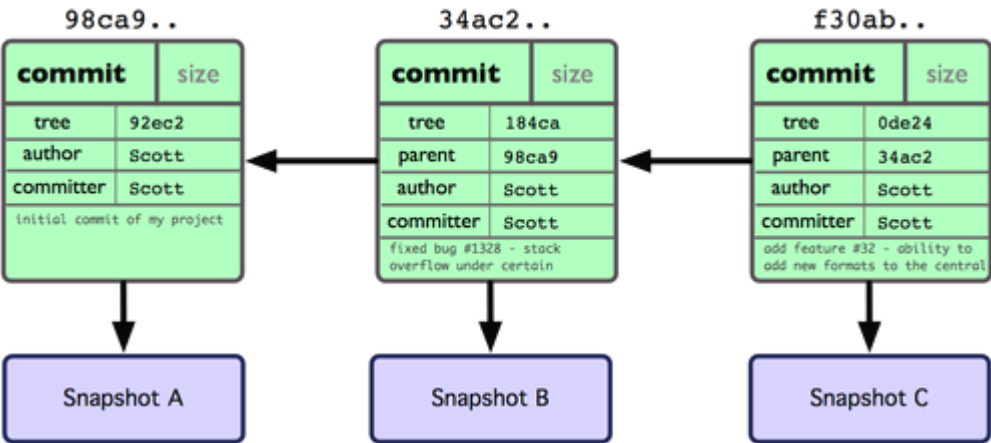 98ca9..
commit size
tree 92ec2
author Scott
committer Scott
initial commit of my project
Snapshot A
34ac2..
commit size
tree 184ca
parent 98ca9
author Scott
committer Scott
fixed bug #1328 - stack
overflow under certain
Snapshot B
f30ab..
commit size
tree 0de24
parent 34ac2
author Scott
committer Scott
add feature #32 - ability to
add new formats to the central
Snapshot C